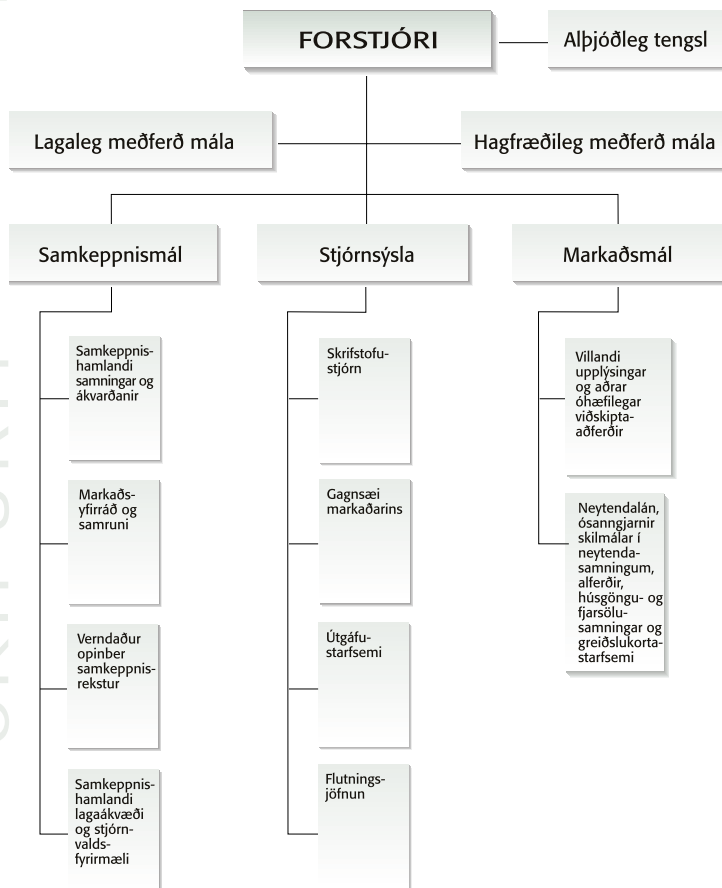 FORSTJÓRI
Alþjóðleg tengsl
Lagaleg meðferð mála
Hagfræðileg meðferð mála
Samkeppnismál
Stjórnsýsla
Markaðsmál
Samkeppnis-
hamlandi
samningar og
ákvarðanir
Markaðs-
yfirráð og
samruni
Verndaður
opinber
samkeppnis-
rekstur
Samkeppnis-
hamlandi
lagaákvæði
og stjórn-
valds-
fyrirmæli
Skrifstofu-
stjórn
Gagnsæi
markaðarins
Útgáfu-
starfsemi
Flutnings-
jöfnun
Villandi
upplýsingar
og aðrar
óhæfilegar
viðskipta-
aðferðir
Neytendalán,
ósanngjarnir
skilmálar í
neytenda-
samningum,
alferðir,
húsgöngu- og
fjarsölu-
samningar og
greiðslukorta-
starfsemi